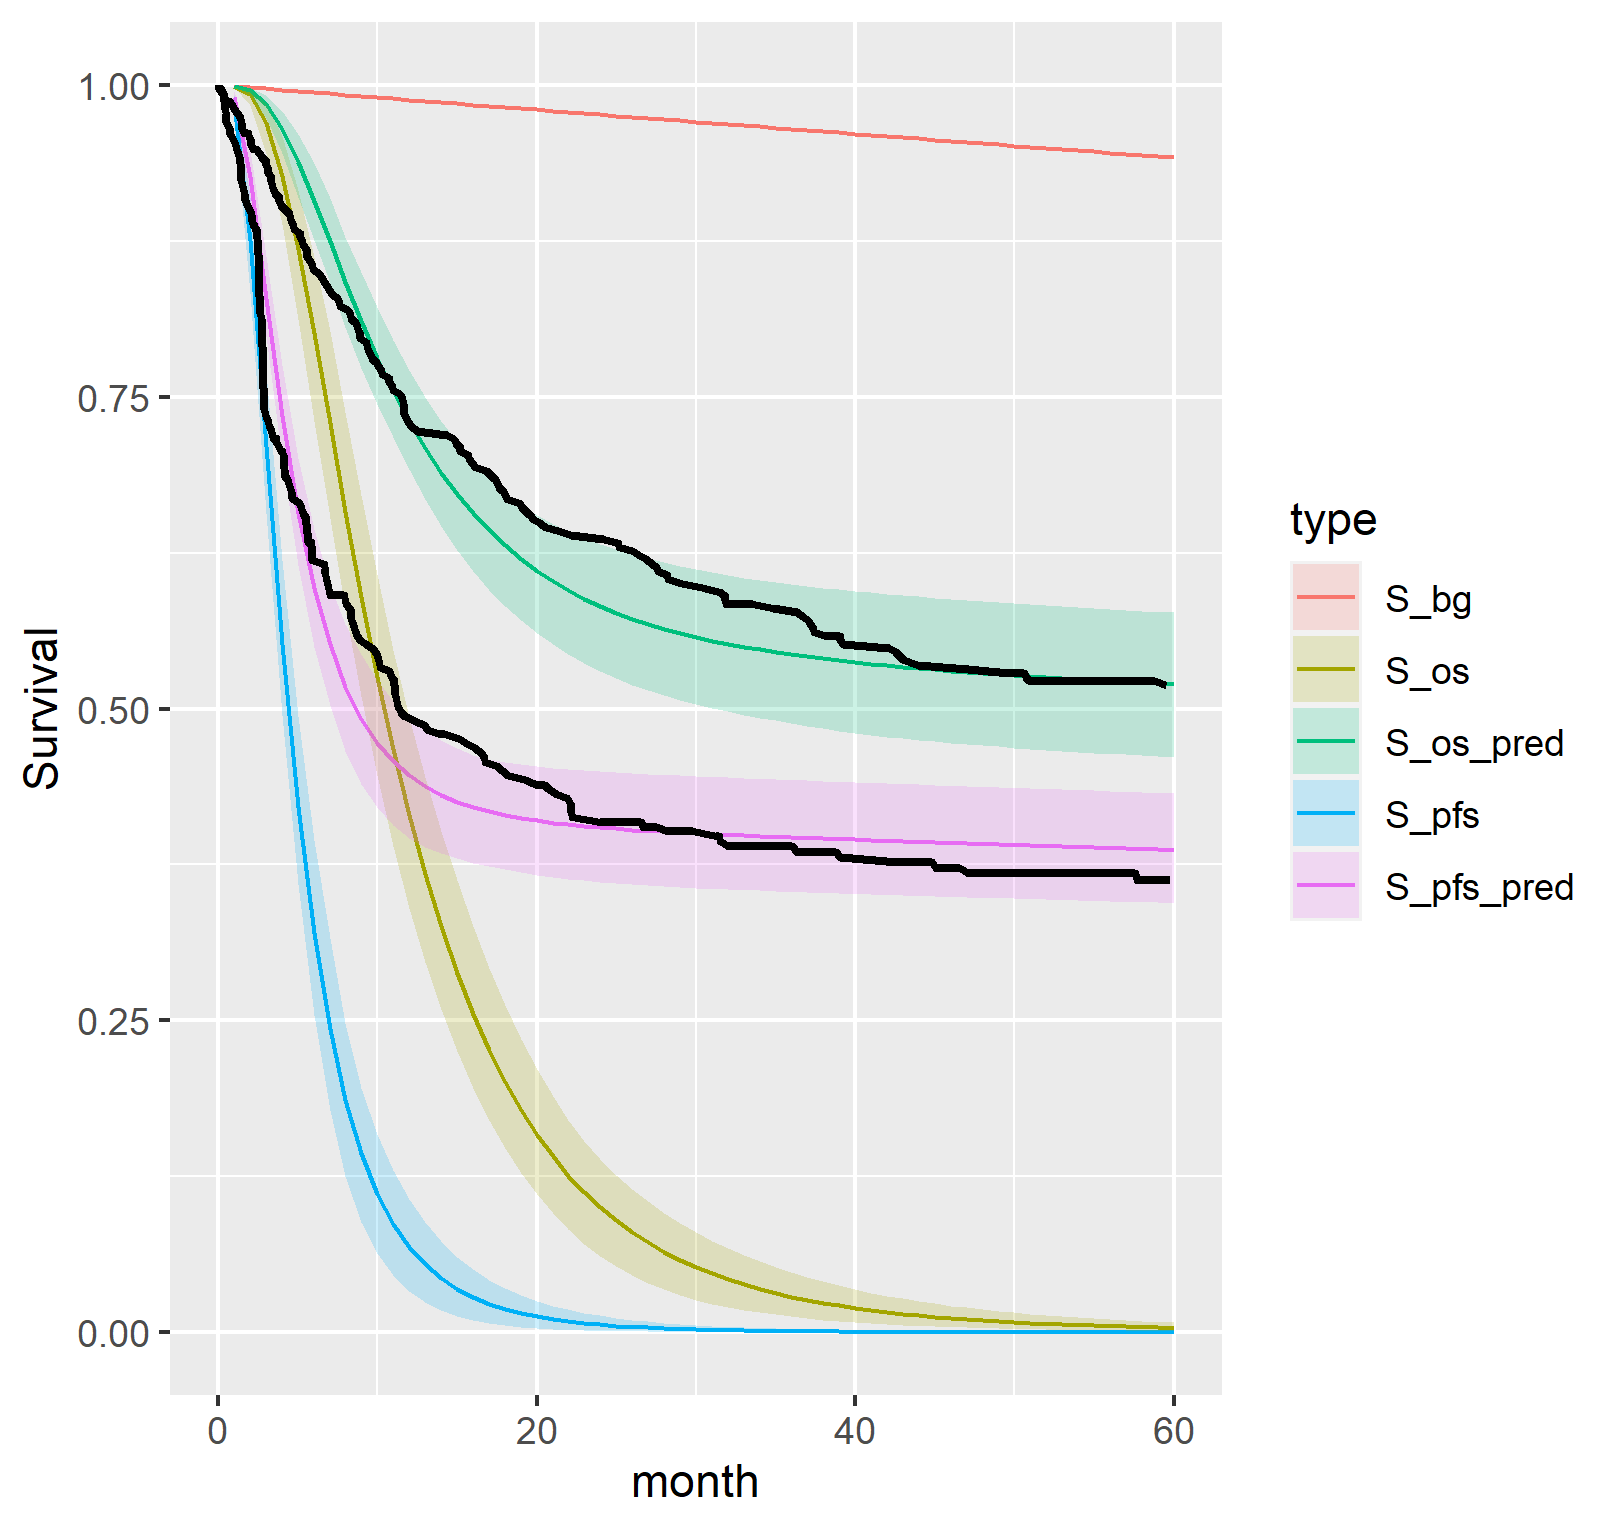 1.00
0.75
0.50
0.25
0.00
Survival
0
20
40
60
month
type
S_bg
S_os
S_os_pred
S_pfs
S_pfs_pred